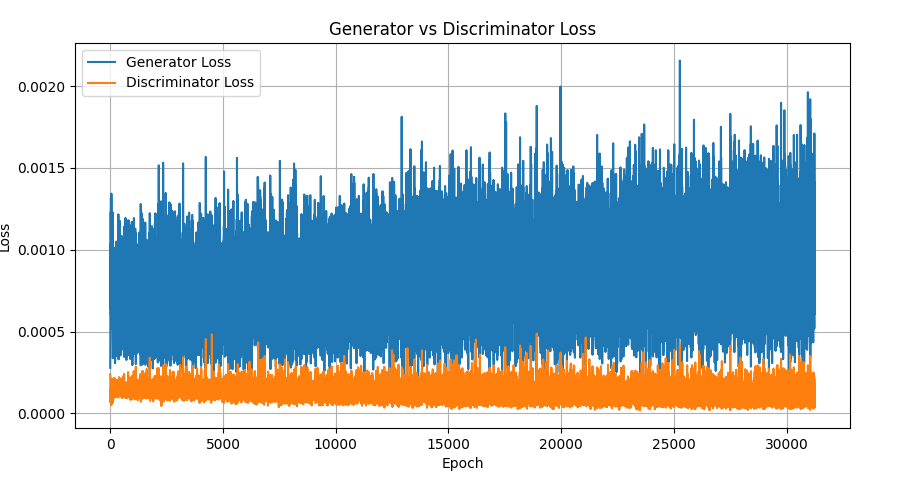 Generator vs Discriminator Loss
Generator Loss
Discriminator Loss
0.0020
0.0015
0.0010
0.0005
0.0000
Loss
0
5000
10000
15000
20000
25000
30000
Epoch